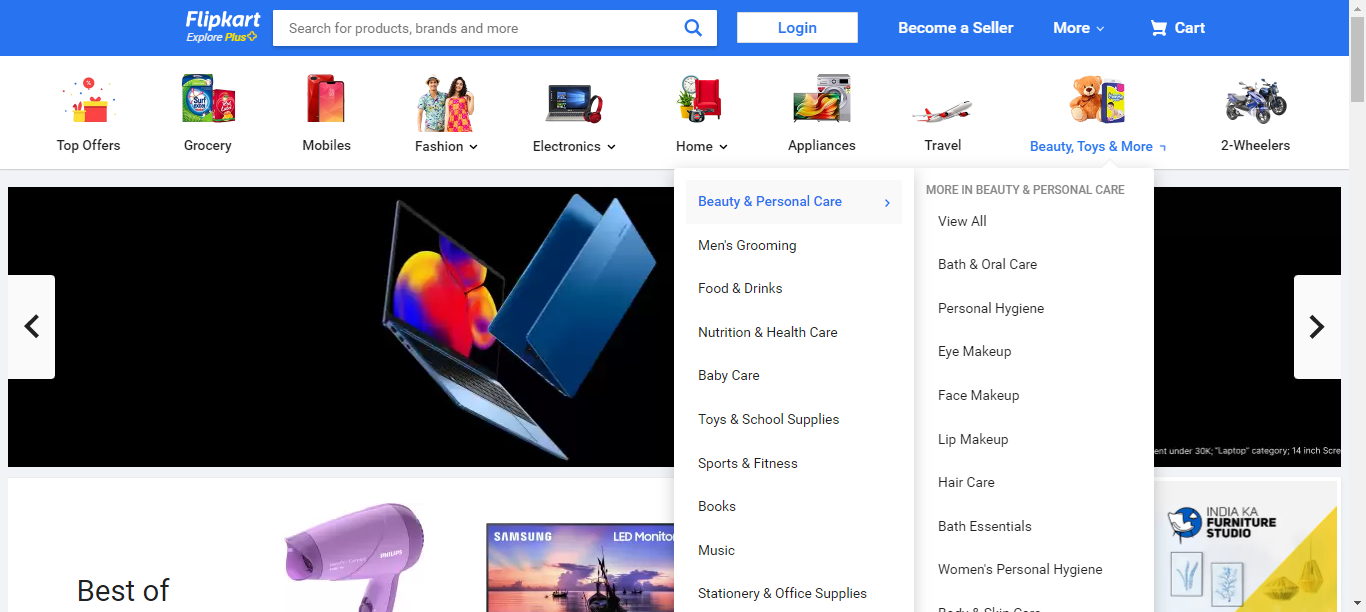 Flipkart
Explore Plus
Search for products, brands and more
Login
Become a Seller
More
Cart
Top Offers
Grocery
Mobiles
Fashion
Electronics
Home
Appliances
Travel
Beauty, Toys & More
2-Wheelers
Beauty & Personal Care
Men's Grooming
Food & Drinks
Nutrition & Health Care
Baby Care
Toys & School Supplies
Sports & Fitness
Books
Music
Stationery & Office Supplies
MORE IN BEAUTY & PERSONAL CARE
View All
Bath & Oral Care
Personal Hygiene
Eye Makeup
Face Makeup
Lip Makeup
Hair Care
Bath Essentials
Women's Personal Hygiene
Body & Skin Care
ent under 30K; "Laptop" category; 14 inch Scre
Best of
PHILIPS
SAMSUNG
LED Monito
INDIA KA
FURNITURE
STUDIO